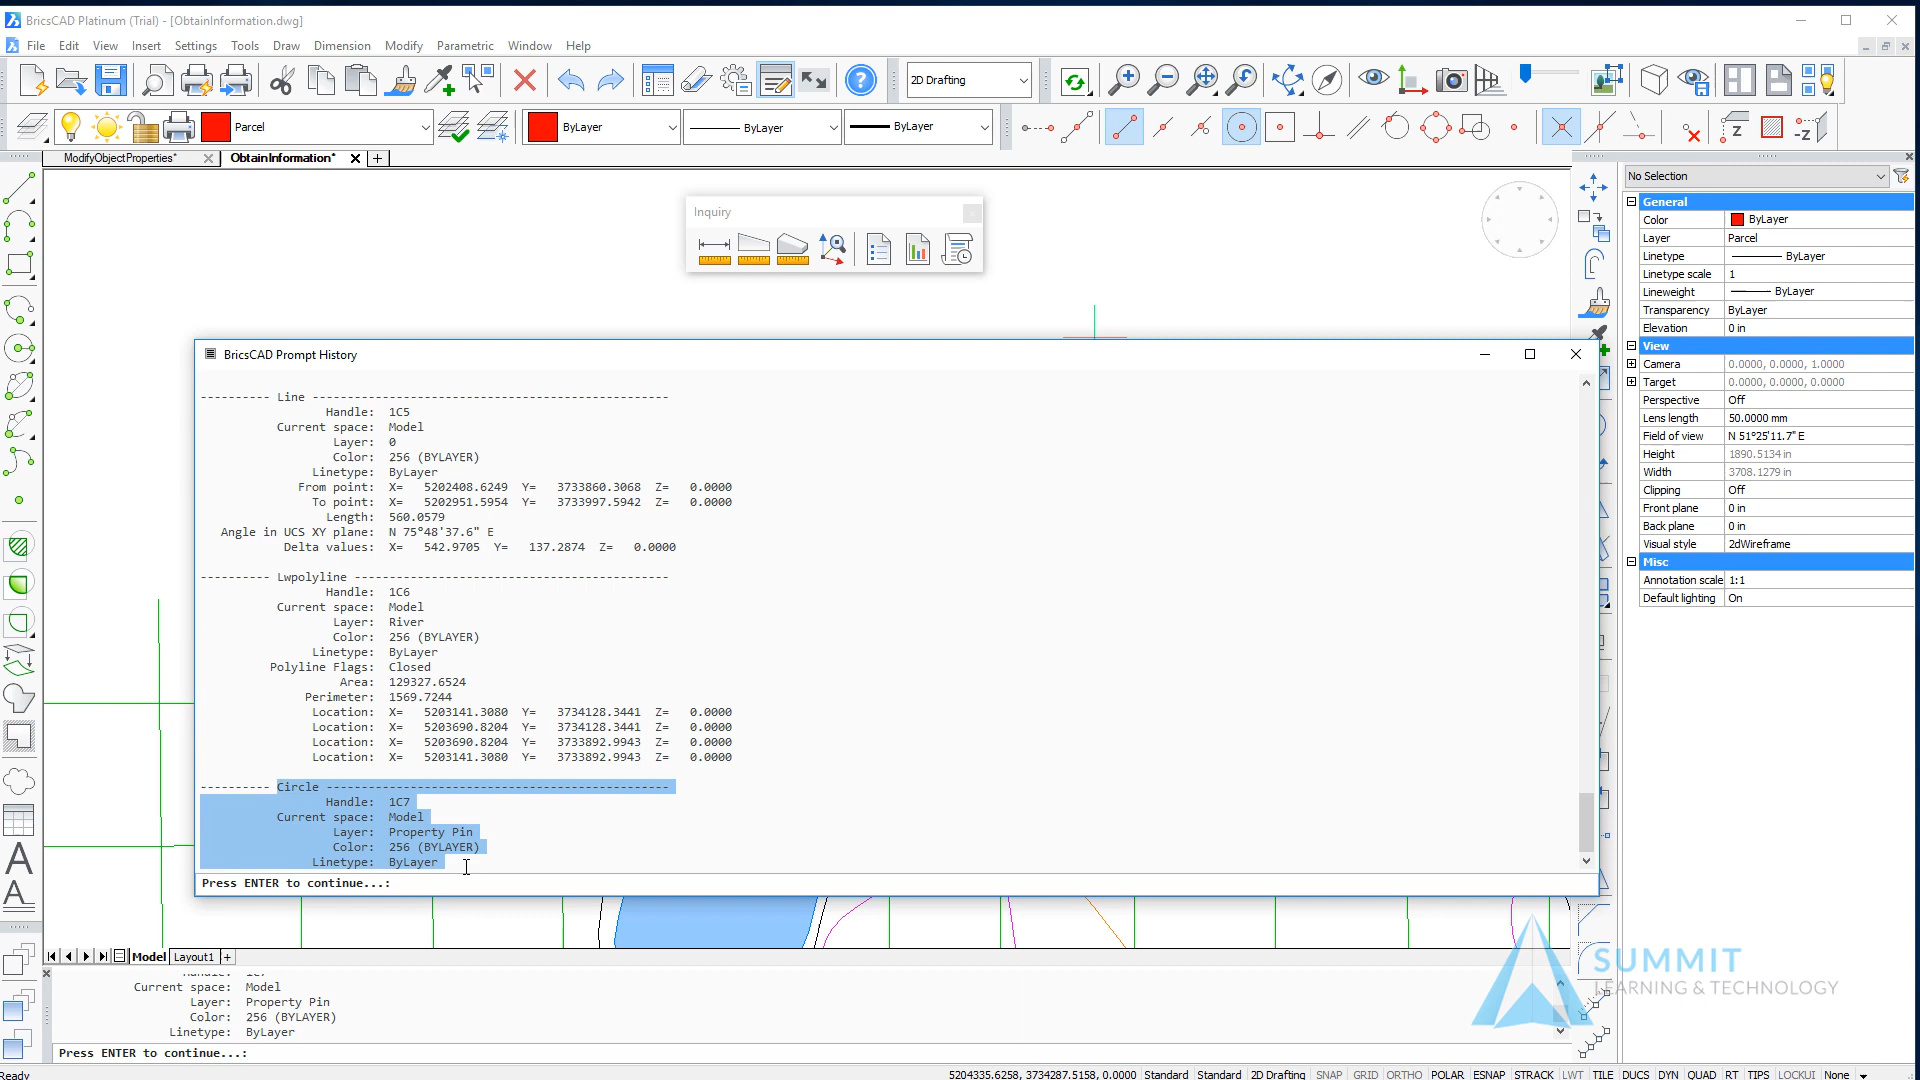 BricsCAD Platinum (Trial) - [ObtainInformation.dwg]
File Edit View Insert Settings Tools Draw Dimension Modify Parametric Window Help
2D Drafting
Parcel
ByLayer
ByLayer
ByLayer
ModifyObjectProperties*
ObtainInformation*
Inquiry
BricsCAD Prompt History
---------- Line ---------------------------------------------------
Handle: 1C5
Current space: Model
Layer: 0
Color: 256 (BYLAYER)
Linetype: ByLayer
From point: X= 5202408.6249 Y= 3733860.3068 Z= 0.0000
To point: X= 5202951.5954 Y= 3733997.5942 Z= 0.0000
Length: 560.0579
Angle in UCS XY plane: N 75°48'37.6" E
Delta values: X= 542.9705 Y= 137.2874 Z= 0.0000
---------- Lwpolyline ---------------------------------------------
Handle: 1C6
Current space: Model
Layer: River
Color: 256 (BYLAYER)
Linetype: ByLayer
Polyline Flags: Closed
Area: 129327.6524
Perimeter: 1569.7244
Location: X= 5203141.3080 Y= 3734128.3441 Z= 0.0000
Location: X= 5203690.8204 Y= 3734128.3441 Z= 0.0000
Location: X= 5203690.8204 Y= 3733892.9943 Z= 0.0000
Location: X= 5203141.3080 Y= 3733892.9943 Z= 0.0000
---------- Circle -------------------------------------------------
Handle: 1C7
Current space: Model
Layer: Property Pin
Color: 256 (BYLAYER)
Linetype: ByLayer
Press ENTER to continue...:
No Selection
General
Color ByLayer
Layer Parcel
Linetype ByLayer
Linetype scale 1
Lineweight ByLayer
Transparency ByLayer
Elevation 0 in
View
Camera 0.0000, 0.0000, 1.0000
Target 0.0000, 0.0000, 0.0000
Perspective Off
Lens length 50.0000 mm
Field of view N 51°25'11.7" E
Height 1890.5134 in
Width 3708.1279 in
Clipping Off
Front plane 0 in
Back plane 0 in
Visual style 2dWireframe
Misc
Annotation scale 1:1
Default lighting On
Model
Layout1
Current space: Model
Layer: Property Pin
Color: 256 (BYLAYER)
Linetype: ByLayer
Press ENTER to continue...:
SUMMIT
LEARNING & TECHNOLOGY
Ready
5204335.6258, 3734287.5158, 0.0000 Standard Standard 2D Drafting SNAP GRID ORTHO POLAR ESNAP STRACK LWT TILE DUCS DYN QUAD RT TIPS LOCKUI None